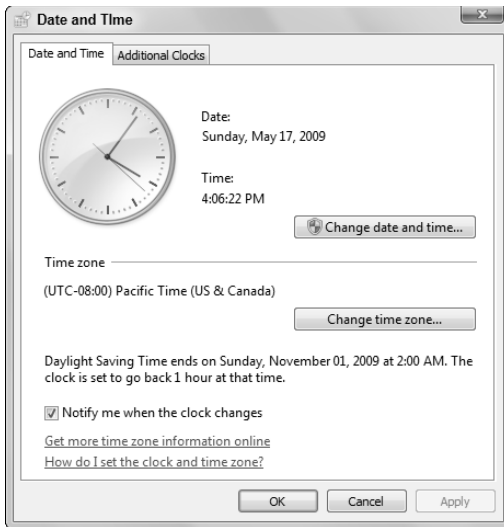 Date and Time
Date and Time
Additional Clocks
Date:
Sunday, May 17, 2009
Time:
4:06:22 PM
Change date and time...
Time zone
(UTC-08:00) Pacific Time (US & Canada)
Change time zone...
Daylight Saving Time ends on Sunday, November 01, 2009 at 2:00 AM. The
clock is set to go back 1 hour at that time.
Notify me when the clock changes
Get more time zone information online
How do I set the clock and time zone?
OK
Cancel
Apply